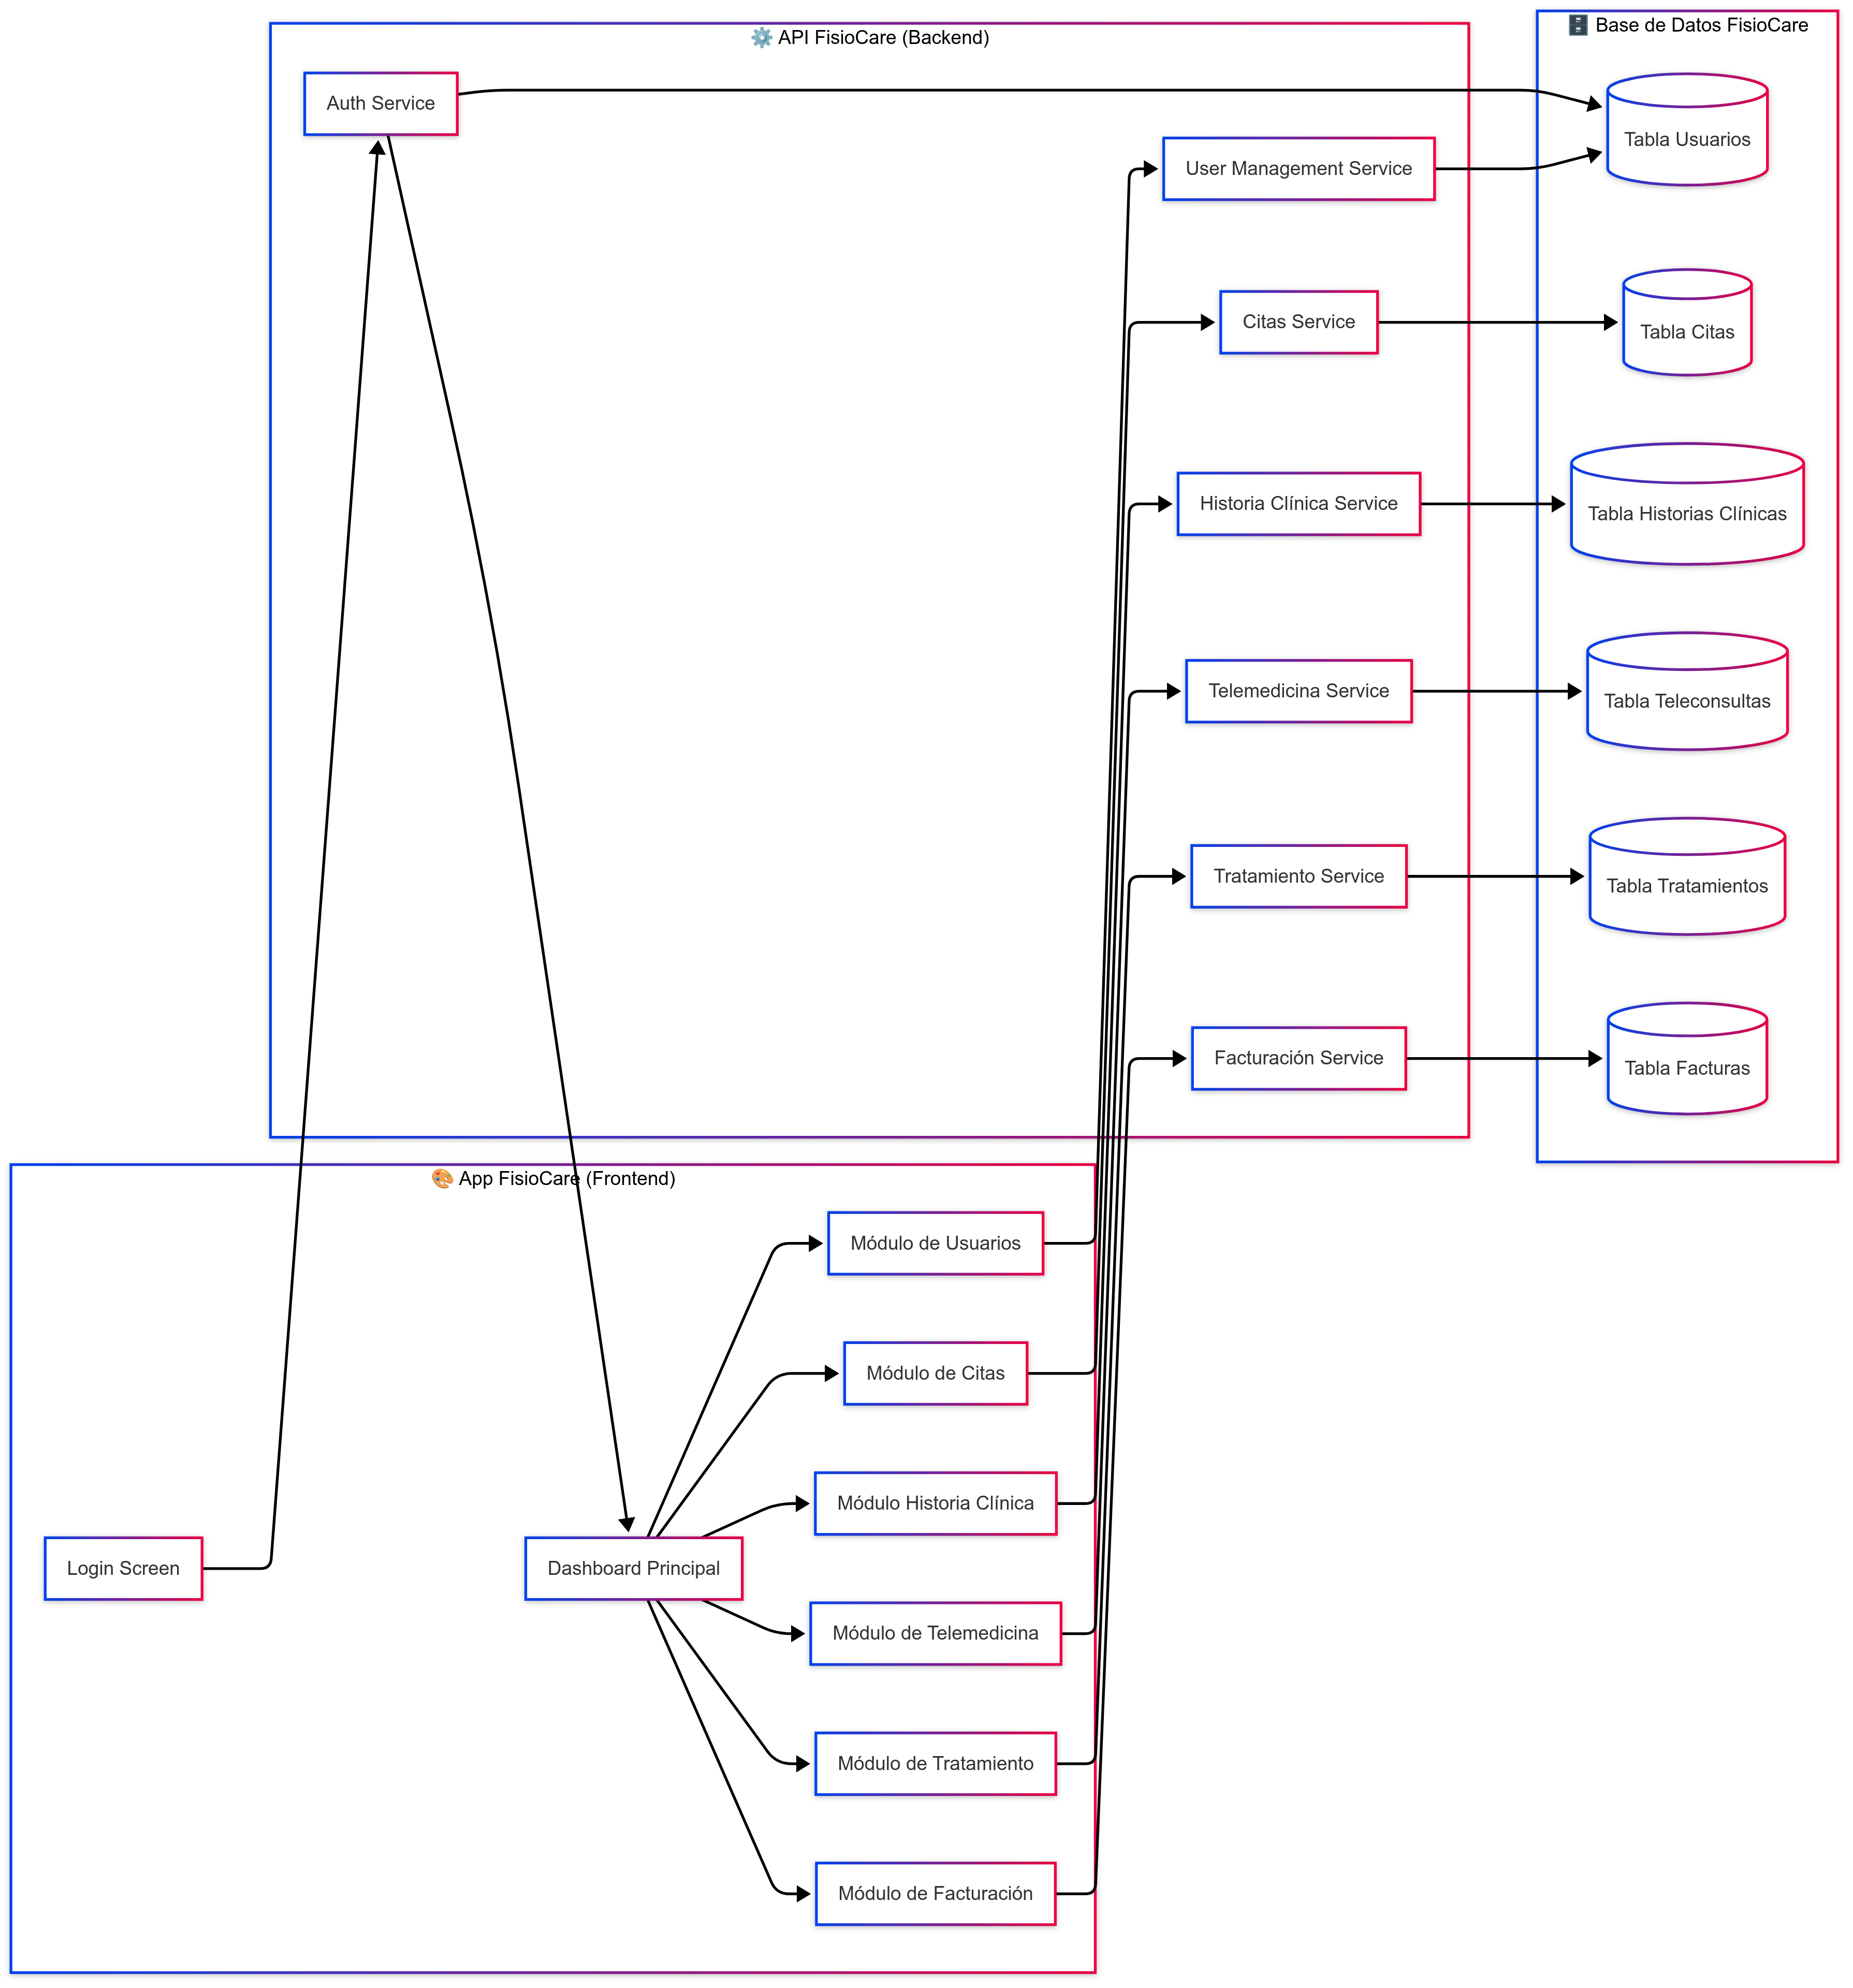 ⚙️ API FisioCare (Backend)
Auth Service
User Management Service
Citas Service
Historia Clínica Service
Telemedicina Service
Tratamiento Service
Facturación Service
🗄️ Base de Datos FisioCare
Tabla Usuarios
Tabla Citas
Tabla Historias Clínicas
Tabla Teleconsultas
Tabla Tratamientos
Tabla Facturas
🎨 App FisioCare (Frontend)
Login Screen
Dashboard Principal
Módulo de Usuarios
Módulo de Citas
Módulo Historia Clínica
Módulo de Telemedicina
Módulo de Tratamiento
Módulo de Facturación